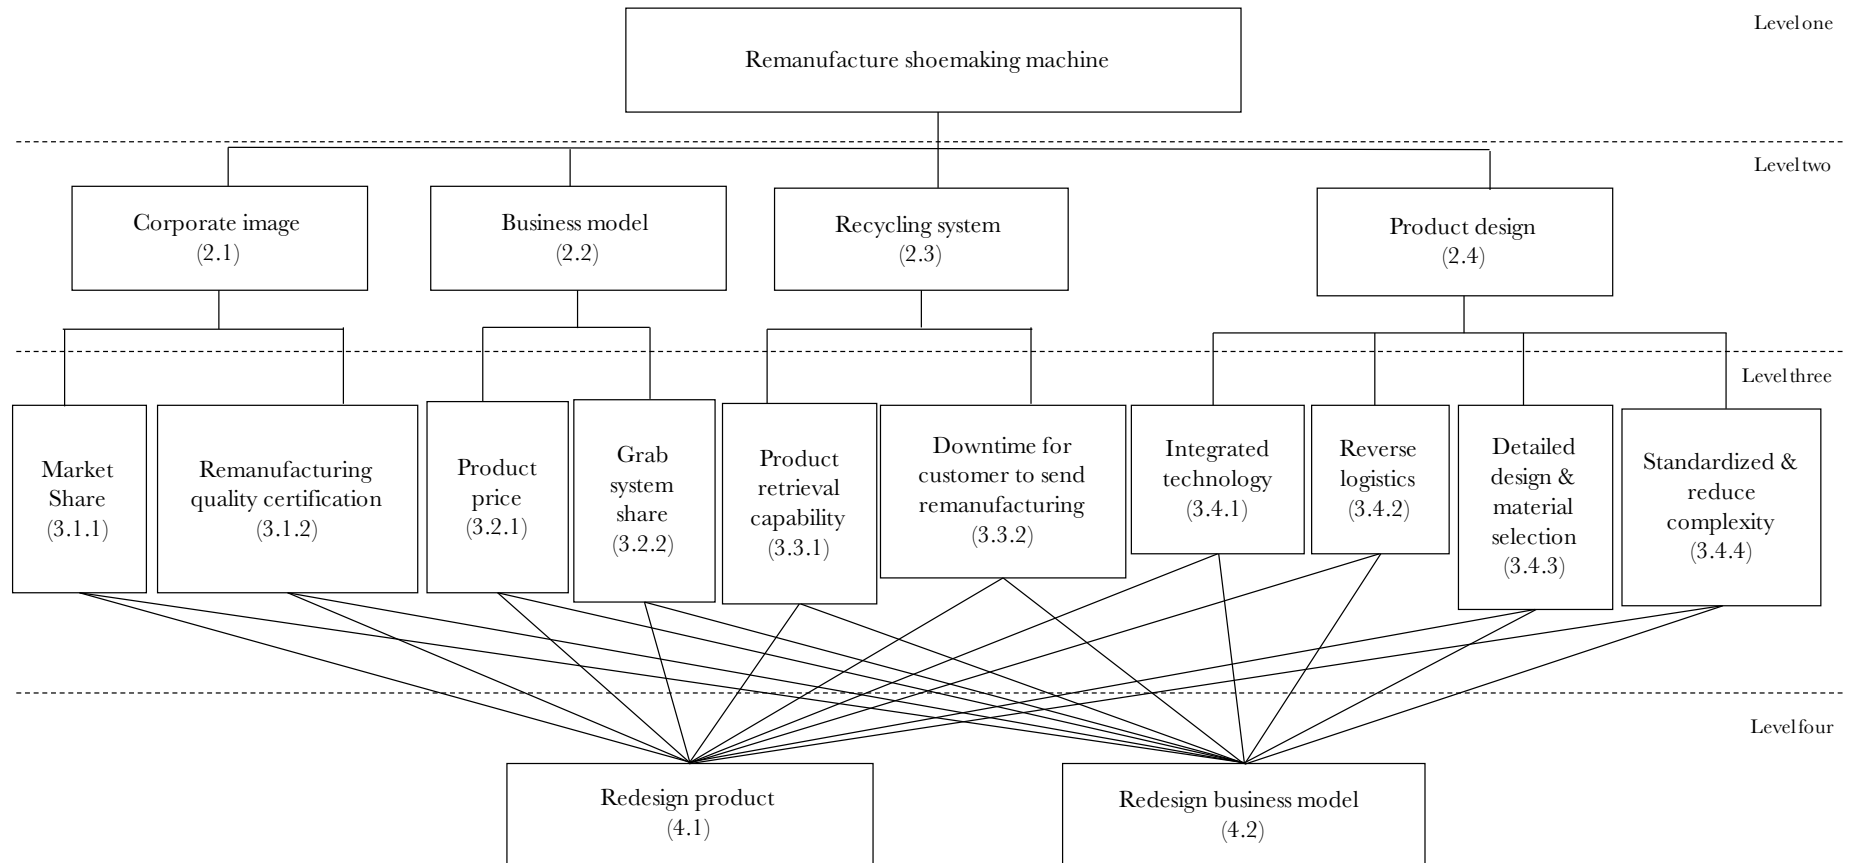 Level one
Remanufacture shoemaking machine
Level two
Corporate image
(2.1)
Business model
(2.2)
Recycling system
(2.3)
Product design
(2.4)
Level three
Market
Share
(3.1.1)
Remanufacturing
quality certification
(3.1.2)
Product
price
(3.2.1)
Grab
system
share
(3.2.2)
Product
retrieval
capability
(3.3.1)
Downtime for
customer to send
remanufacturing
(3.3.2)
Integrated
technology
(3.4.1)
Reverse
logistics
(3.4.2)
Detailed
design &
material
selection
(3.4.3)
Standardized &
reduce
complexity
(3.4.4)
Level four
Redesign product
(4.1)
Redesign business model
(4.2)